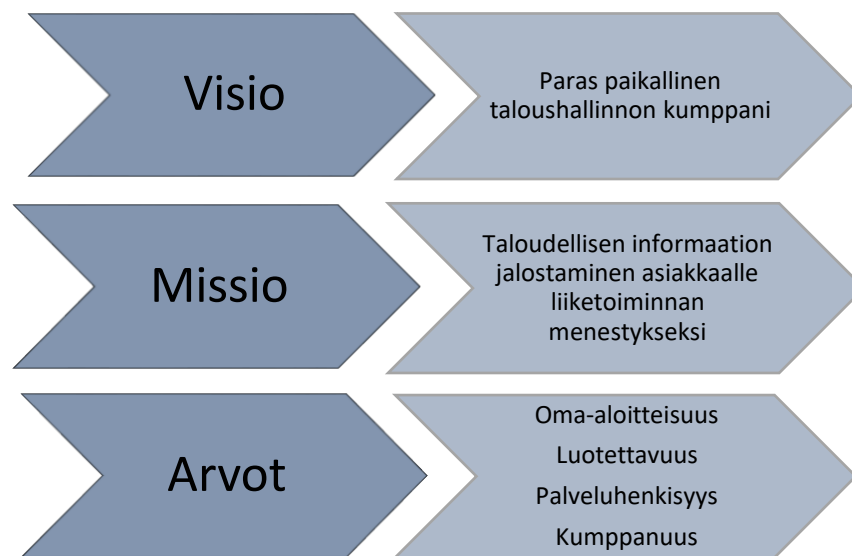 Visio
Paras paikallinen
taloushallinnon kumppani
Missio
Taloudellisen informaation
jalostaminen asiakkaalle
liiketoiminnan
menestykseksi
Arvot
Oma-aloitteisuus
Luotettavuus
Palveluhenkisyys
Kumppanuus